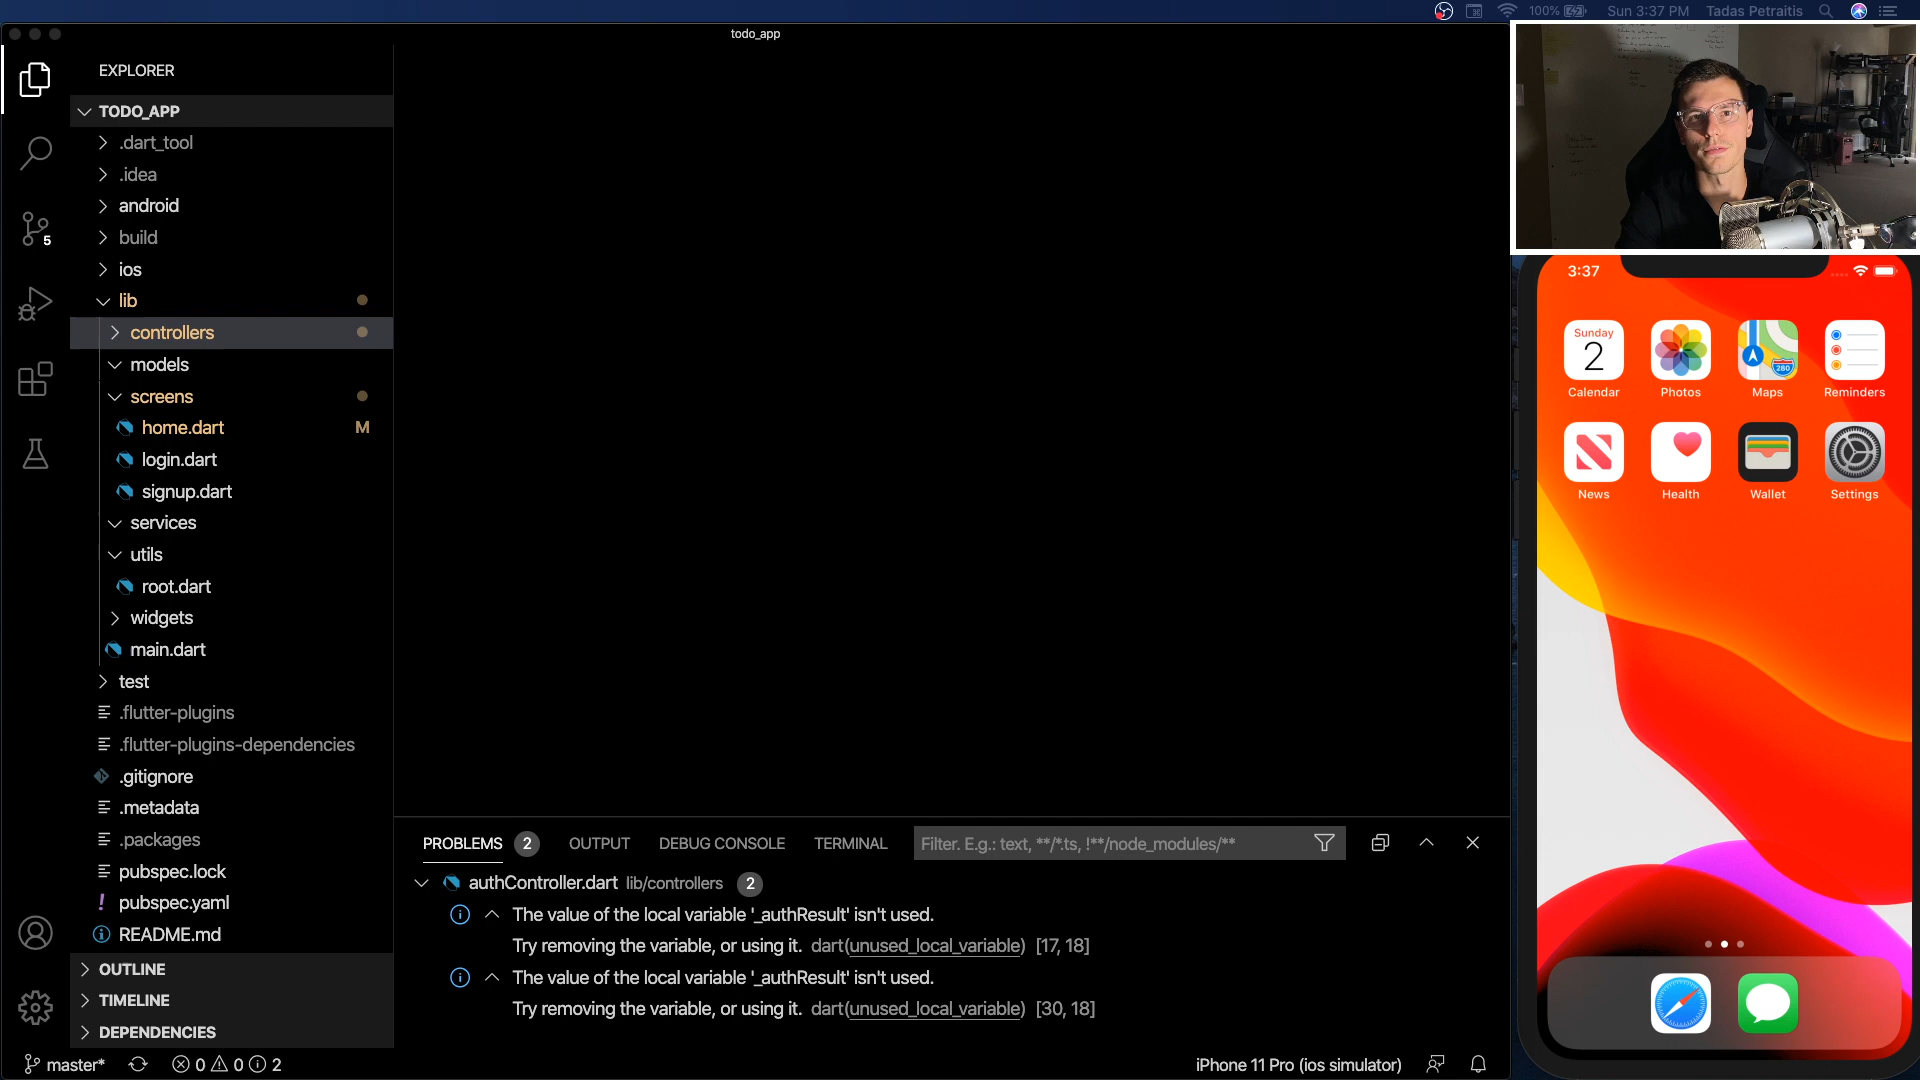 100%
Sun 3:37 PM
Tadas Petraitis
todo_app
EXPLORER
TODO_APP
.dart_tool
.idea
android
build
5
ios
lib
controllers
models
screens
home.dart
M
login.dart
signup.dart
services
utils
root.dart
widgets
main.dart
test
.flutter-plugins
.flutter-plugins-dependencies
.gitignore
.metadata
.packages
pubspec.lock
! pubspec.yaml
README.md
OUTLINE
TIMELINE
DEPENDENCIES
PROBLEMS 2 OUTPUT DEBUG CONSOLE TERMINAL Filter. E.g.: text, **/*.ts, !**/node_modules/**
authController.dart lib/controllers 2
The value of the local variable '_authResult' isn't used.
Try removing the variable, or using it. dart(unused_local_variable) [17, 18]
The value of the local variable '_authResult' isn't used.
Try removing the variable, or using it. dart(unused_local_variable) [30, 18]
master* 0 0 2 iPhone 11 Pro (ios simulator)
3:37
Sunday
2
280
Calendar Photos Maps Reminders
News Health Wallet Settings